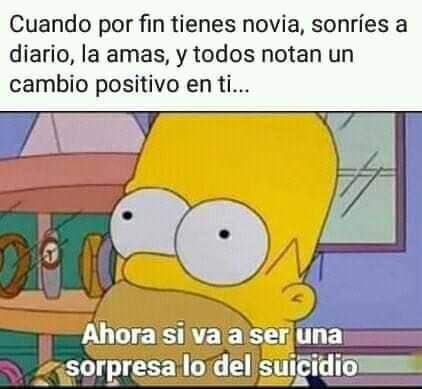 Cuando por fin tienes novia, sonríes a
diario, la amas, y todos notan un
cambio positivo en ti...
Ahora si va a ser una
sorpresa lo del suicidio